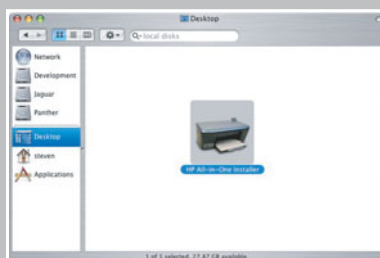 Desktop
local disks
Network
Development
Jaguar
Panther
Desktop
steven
Applications
HP All-in-One Installer
1 of 1 selected, 27.47 GB available